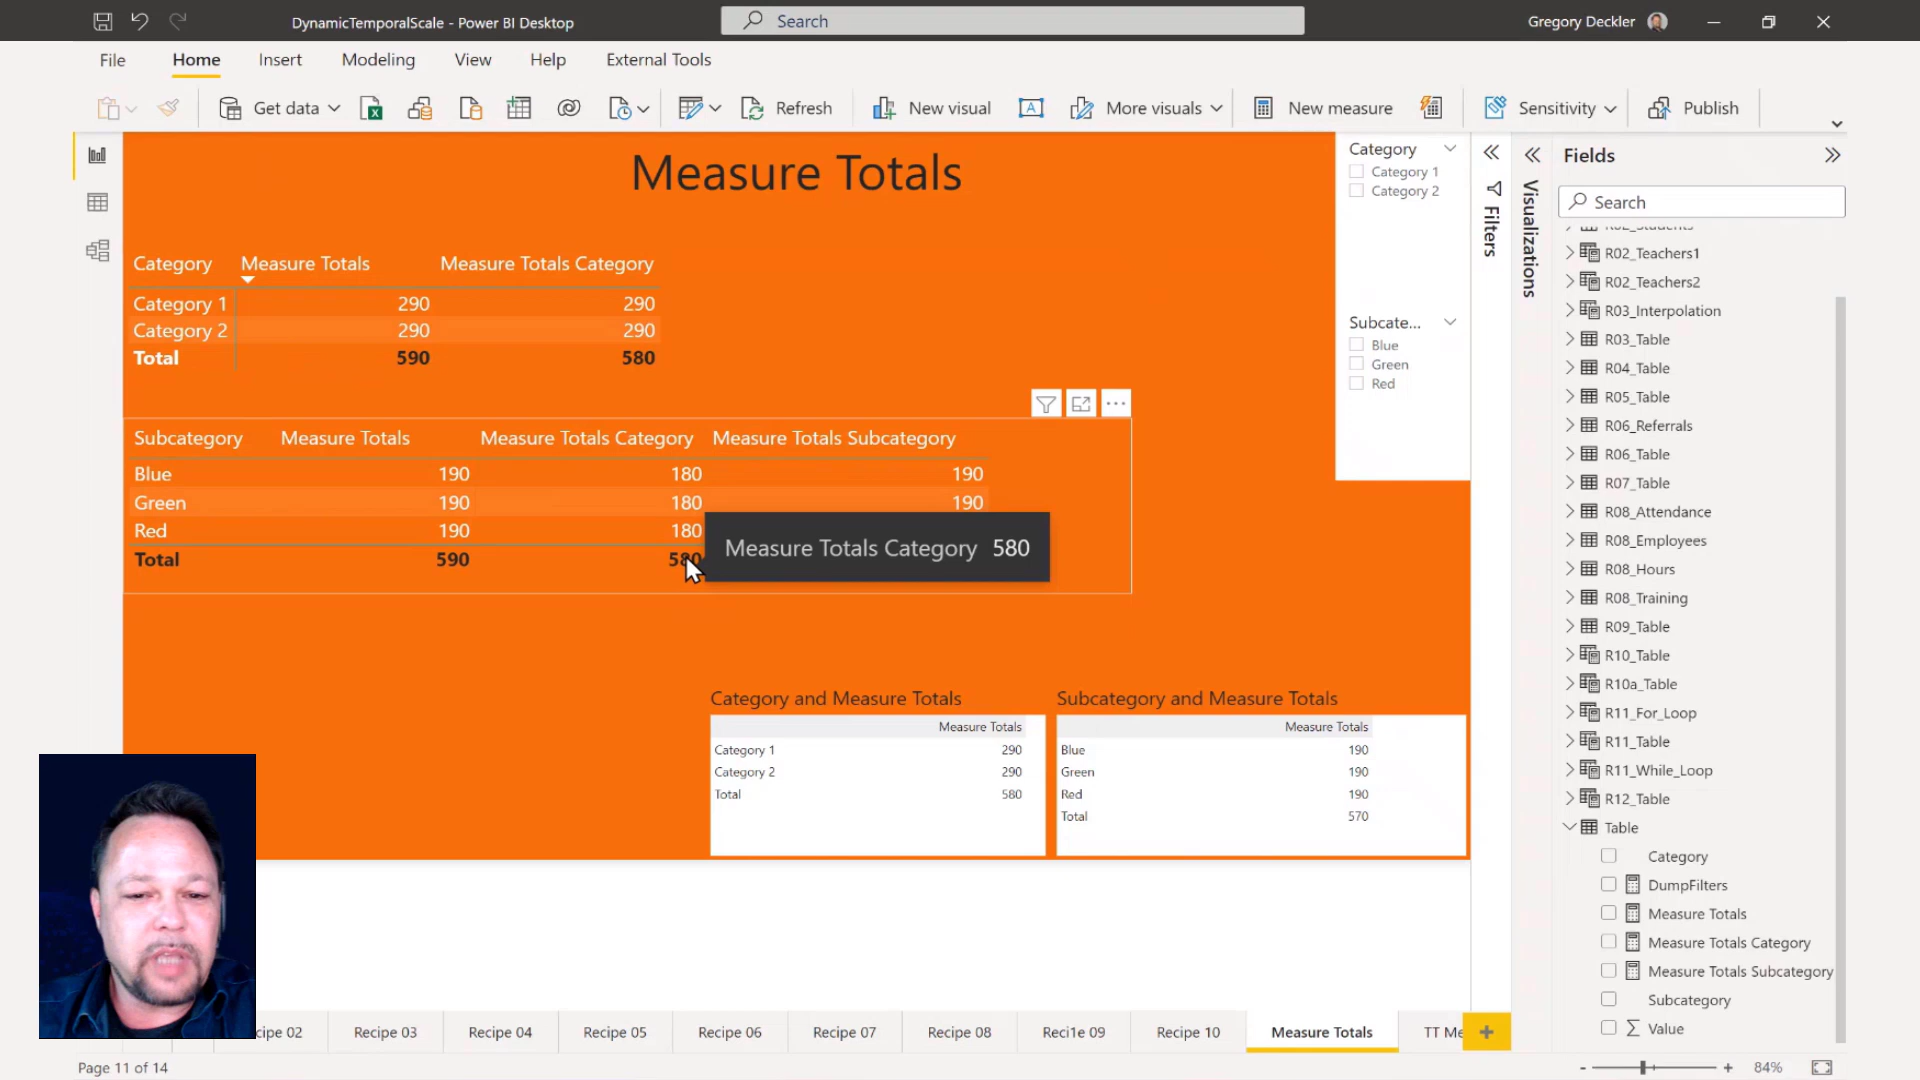 DynamicTemporalScale - Power BI Desktop
Search
Gregory Deckler
File Home Insert Modeling View Help External Tools
Get data Refresh New visual A More visuals New measure Sensitivity Publish
Measure Totals
Category Measure Totals Measure Totals Category
Category 1 290 290
Category 2 290 290
Total 590 580
Subcategory Measure Totals Measure Totals Category Measure Totals Subcategory
Blue 190 180 190
Green 190 180 190
Red 190 180
Total 590 580
Measure Totals Category 580
Category and Measure Totals
Measure Totals
Category 1 290
Category 2 290
Total 580
Subcategory and Measure Totals
Measure Totals
Blue 190
Green 190
Red 190
Total 570
Category
Category 1
Category 2
Subcate...
Blue
Green
Red
Filters
Visualizations
Fields
Search
R02_Students
R02_Teachers1
R02_Teachers2
R03_Interpolation
R03_Table
R04_Table
R05_Table
R06_Referrals
R06_Table
R07_Table
R08_Attendance
R08_Employees
R08_Hours
R08_Training
R09_Table
R10_Table
R10a_Table
R11_For_Loop
R11_Table
R11_While_Loop
R12_Table
Table
Category
DumpFilters
Measure Totals
Measure Totals Category
Measure Totals Subcategory
Subcategory
Σ Value
cipe 02 Recipe 03 Recipe 04 Recipe 05 Recipe 06 Recipe 07 Recipe 08 Reci1e 09 Recipe 10 Measure Totals TT Me +
Page 11 of 14
- + 84%